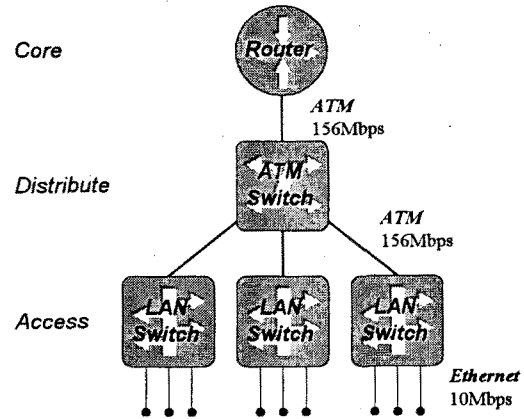 Core
Router
ATM
156Mbps
Distribute
ATM
Switch
ATM
156Mbps
Access
LAN
Switch
LAN
Switch
LAN
Switch
Ethernet
10Mbps